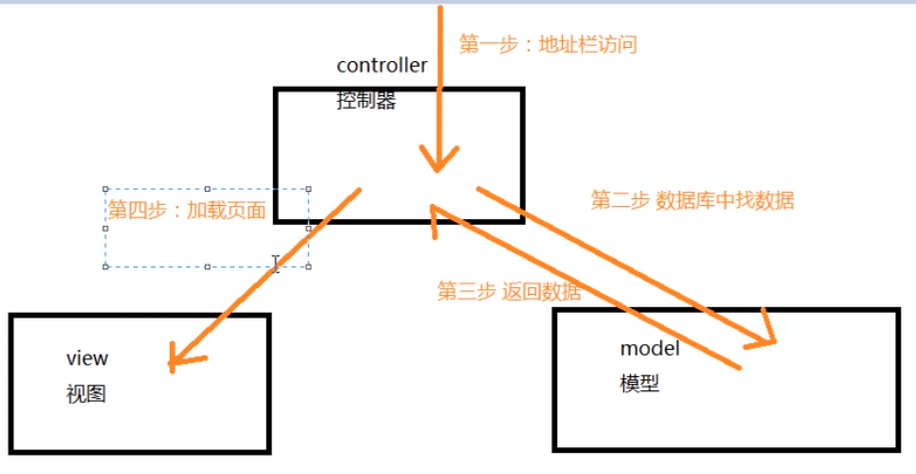 第一步：地址栏访问
controller
控制器
第四步：加载页面
第二步 数据库中找数据
第三步 返回数据
view
视图
model
模型